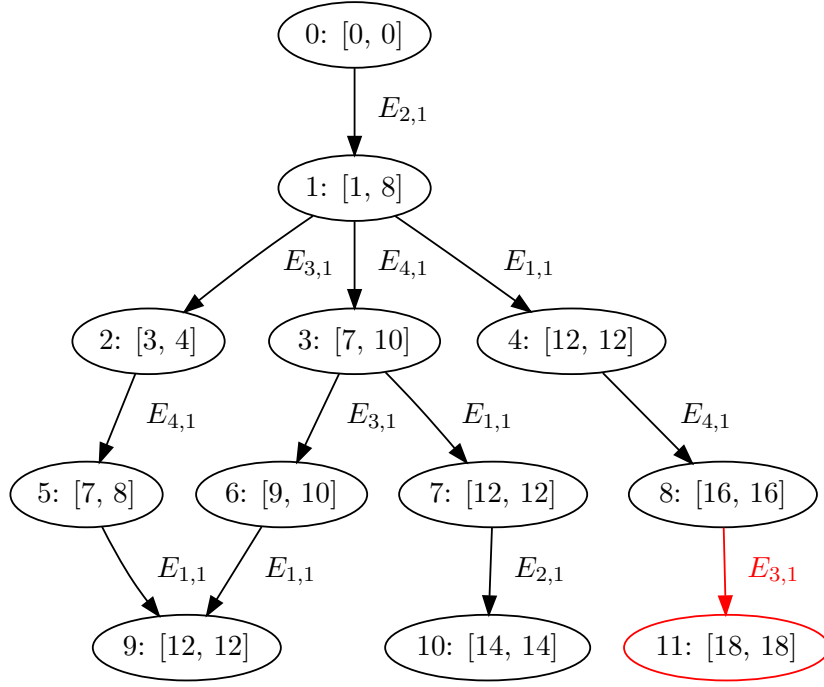 0: [0, 0]
E2,1
1: [1, 8]
E3,1
E4,1
E1,1
2: [3, 4]
3: [7, 10]
4: [12, 12]
E4,1
E3,1
E1,1
E4,1
5: [7, 8]
6: [9, 10]
7: [12, 12]
8: [16, 16]
E1,1
E1,1
E2,1
E3,1
9: [12, 12]
10: [14, 14]
11: [18, 18]